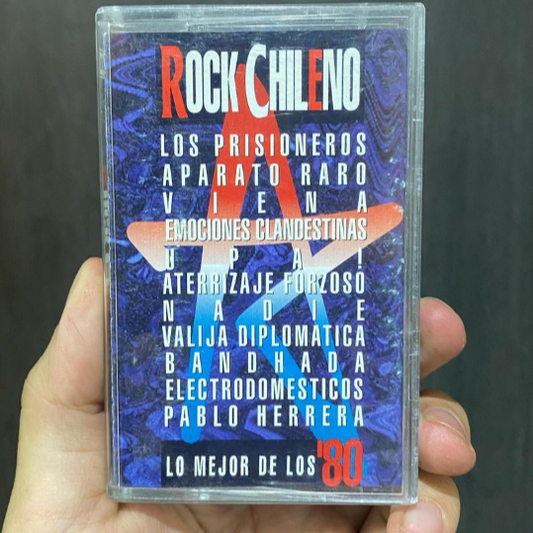 ROCK CHILENO
LOS PRISIONEROS
APARATO RARO
VIENA
EMOCIONES CLANDESTINAS
UPA!
ATERRIZAJE FORZOSO
NADIE
VALIJA DIPLOMATICA
BANDHADA
ELECTRODOMESTICOS
PABLO HERRERA
LO MEJOR DE LOS '80